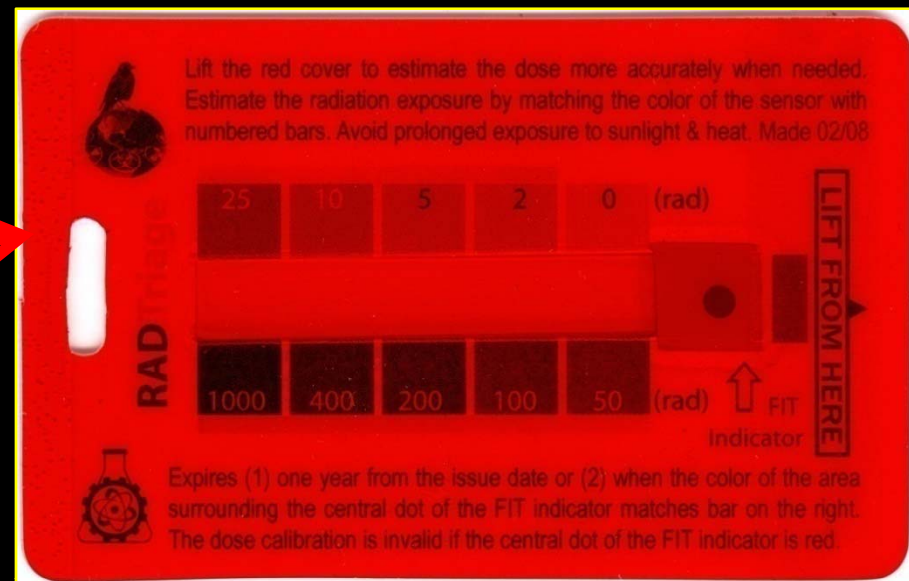 Lift the red cover to estimate the dose more accurately when needed.
Estimate the radiation exposure by matching the color of the sensor with
numbered bars. Avoid prolonged exposure to sunlight & heat. Made 02/08
RADTriage
25 10 5 2 0 (rad)
1000 400 200 100 50 (rad)
FIT
indicator
LIFT FROM HERE
Expires (1) one year from the issue date or (2) when the color of the area
surrounding the central dot of the FIT indicator matches bar on the right.
The dose calibration is invalid if the central dot of the FIT indicator is red